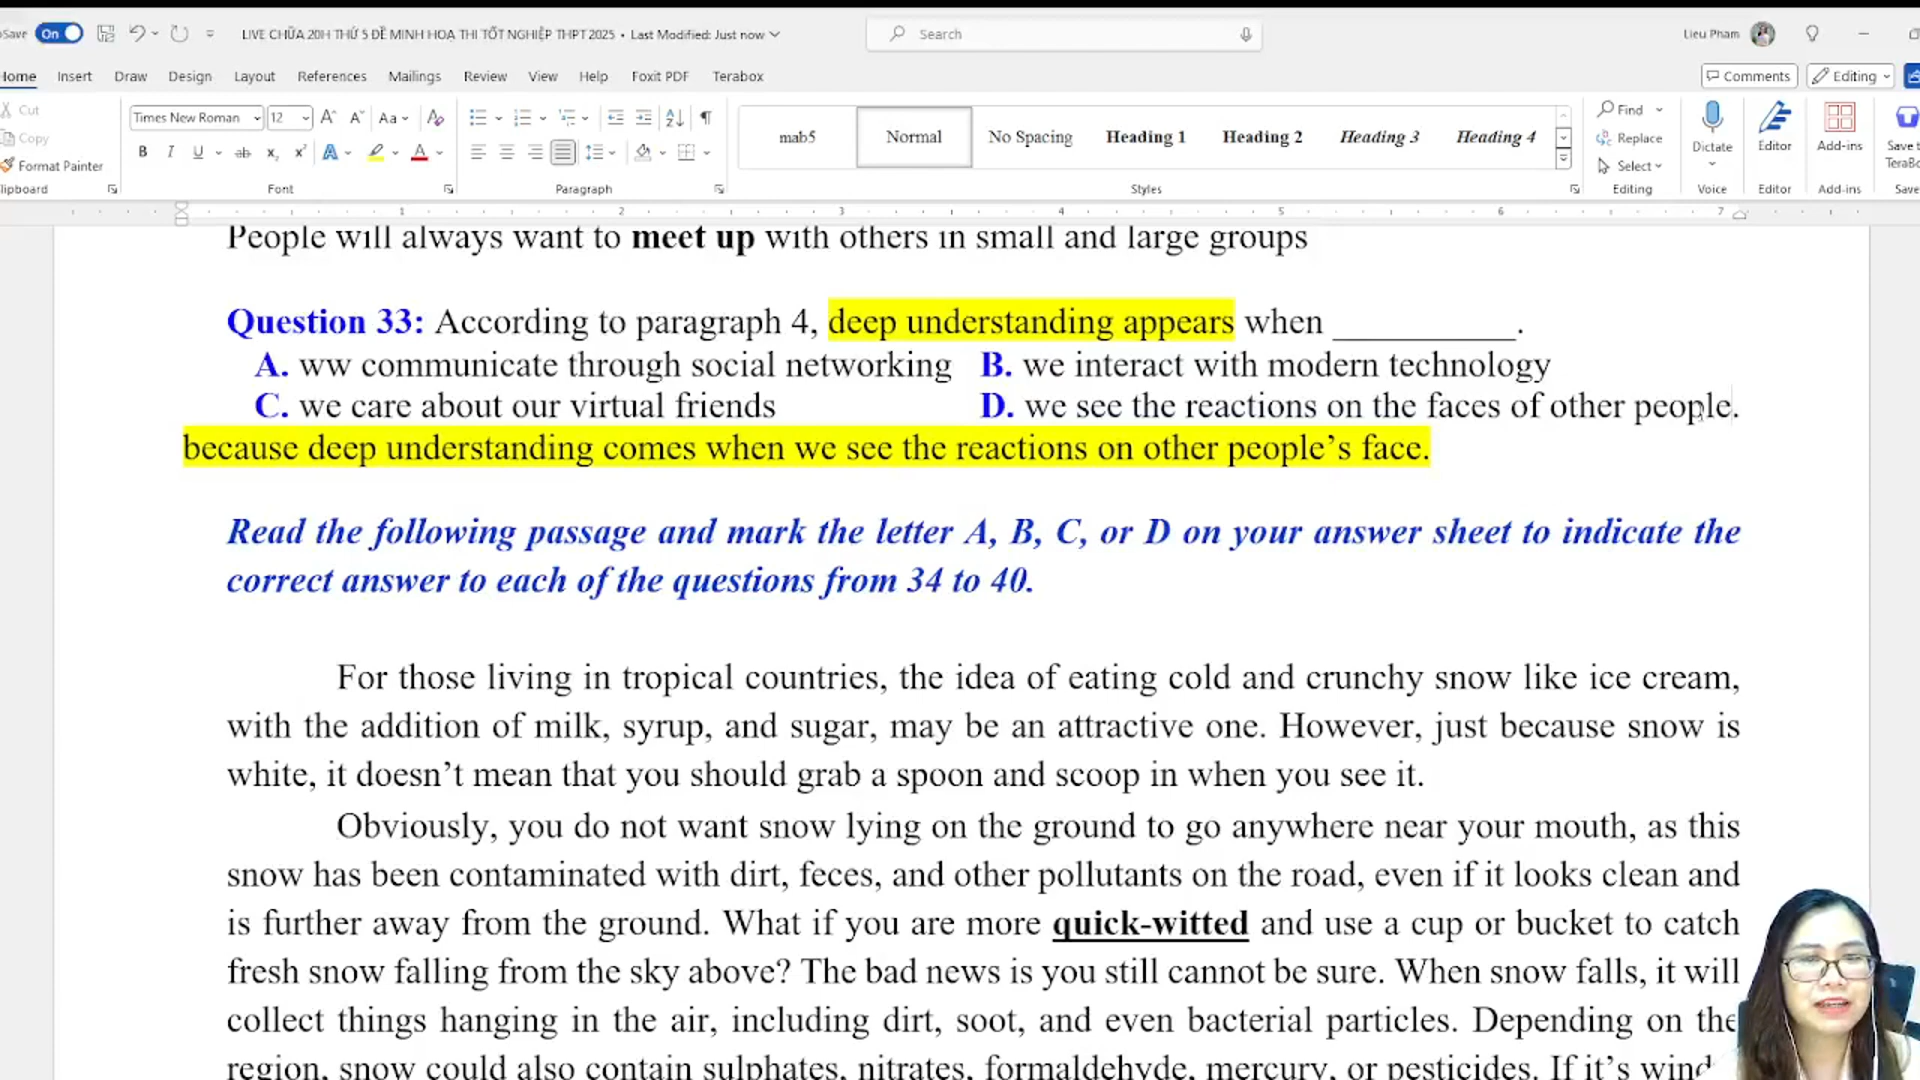 Save On LIVE CHỮA 20H THỨ 5 ĐỀ MINH HOẠ THI TỐT NGHIỆP THPT 2025 • Last Modified: Just now Search Lieu Pham
Home Insert Draw Design Layout References Mailings Review View Help Foxit PDF Terabox Comments Editing
Cut
Copy
Format Painter
Times New Roman 12 Aa
mab5 Normal No Spacing Heading 1 Heading 2 Heading 3 Heading 4
Find
Replace
Select
Dictate Editor Add-ins Save to
lipboard Font Paragraph Styles Editing Voice Editor Add-ins Save
1 2 3 4 5 6 7
People will always want to meet up with others in small and large groups
Question 33: According to paragraph 4, deep understanding appears when __________.
A. ww communicate through social networking B. we interact with modern technology
C. we care about our virtual friends D. we see the reactions on the faces of other people.
because deep understanding comes when we see the reactions on other people’s face.
Read the following passage and mark the letter A, B, C, or D on your answer sheet to indicate the
correct answer to each of the questions from 34 to 40.
For those living in tropical countries, the idea of eating cold and crunchy snow like ice cream,
with the addition of milk, syrup, and sugar, may be an attractive one. However, just because snow is
white, it doesn’t mean that you should grab a spoon and scoop in when you see it.
Obviously, you do not want snow lying on the ground to go anywhere near your mouth, as this
snow has been contaminated with dirt, feces, and other pollutants on the road, even if it looks clean and
is further away from the ground. What if you are more quick-witted and use a cup or bucket to catch
fresh snow falling from the sky above? The bad news is you still cannot be sure. When snow falls, it will
collect things hanging in the air, including dirt, soot, and even bacterial particles. Depending on the
region, snow could also contain sulphates, nitrates, formaldehyde, mercury, or pesticides. If it’s wind